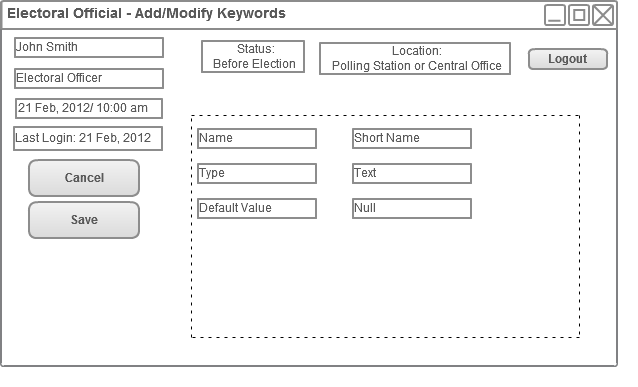 Electoral Official - Add/Modify Keywords
John Smith
Electoral Officer
21 Feb, 2012/ 10:00 am
Last Login: 21 Feb, 2012
Cancel
Save
Status:
Before Election
Location:
Polling Station or Central Office
Logout
Name
Short Name
Type
Text
Default Value
Null